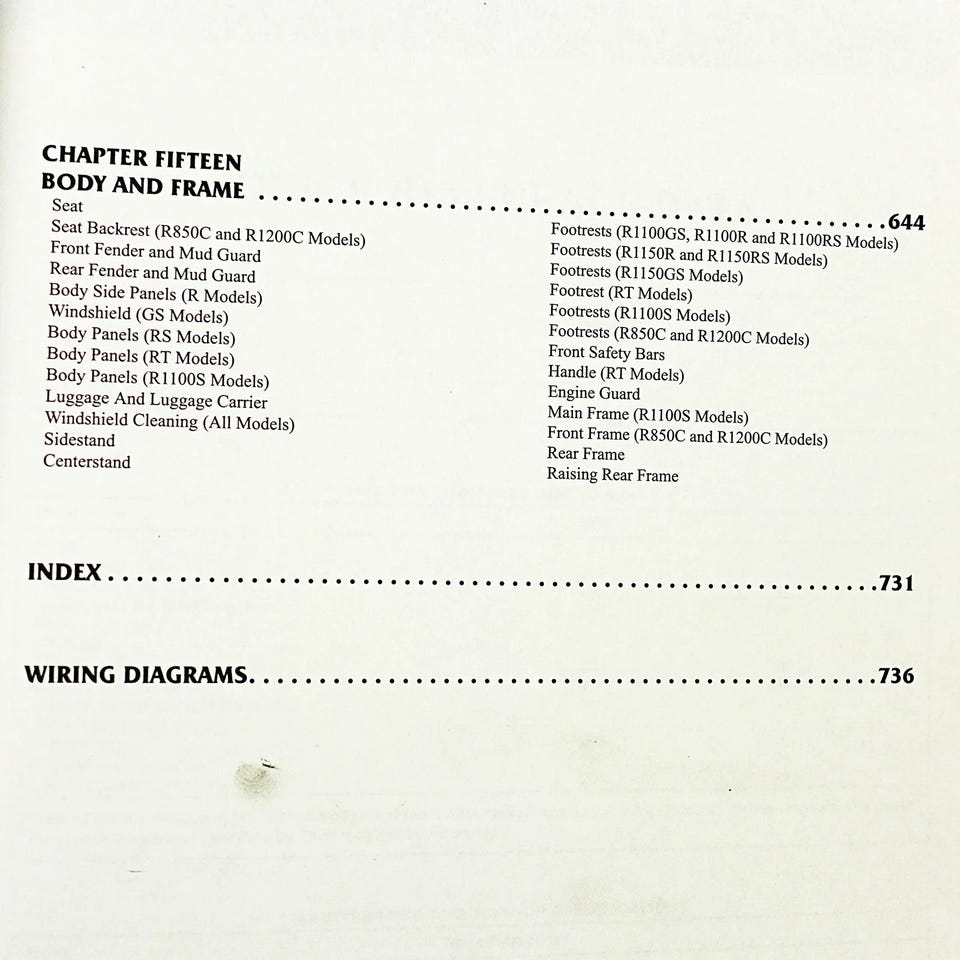 CHAPTER FIFTEEN
BODY AND FRAME . . . . . . . . . . . . . . . . . . . . . . . . . . . . . . . . . . . . . . . . . . . . . . . 644
Seat
Seat Backrest (R850C and R1200C Models)
Front Fender and Mud Guard
Rear Fender and Mud Guard
Body Side Panels (R Models)
Windshield (GS Models)
Body Panels (RS Models)
Body Panels (RT Models)
Body Panels (R1100S Models)
Luggage And Luggage Carrier
Windshield Cleaning (All Models)
Sidestand
Centerstand
Footrests (R1100GS, R1100R and R1100RS Models)
Footrests (R1150R and R1150RS Models)
Footrests (R1150GS Models)
Footrest (RT Models)
Footrests (R1100S Models)
Footrests (R850C and R1200C Models)
Front Safety Bars
Handle (RT Models)
Engine Guard
Main Frame (R1100S Models)
Front Frame (R850C and R1200C Models)
Rear Frame
Raising Rear Frame
INDEX . . . . . . . . . . . . . . . . . . . . . . . . . . . . . . . . . . . . . . . . . . . . . . . . . . . . . . . 731
WIRING DIAGRAMS. . . . . . . . . . . . . . . . . . . . . . . . . . . . . . . . . . . . . . . . . . . . . 736